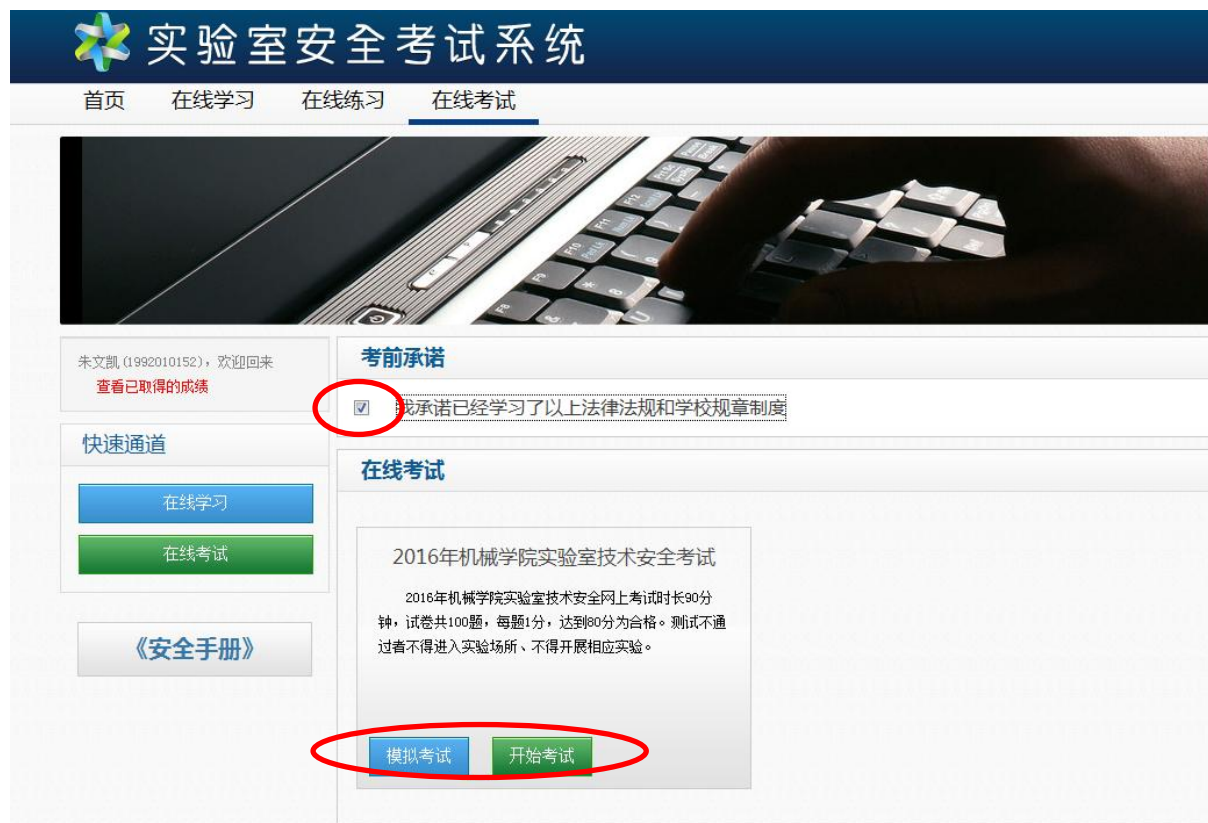 实验室安全考试系统
首页 在线学习 在线练习 在线考试
朱文凯(1992010152)，欢迎回来
查看已取得的成绩
考前承诺
我承诺已经学习了以上法律法规和学校规章制度
快速通道
在线学习
在线考试
《安全手册》
在线考试
2016年机械学院实验室技术安全考试
2016年机械学院实验室技术安全网上考试时长90分
钟，试卷共100题，每题1分，达到80分为合格。测试不通
过者不得进入实验场所、不得开展相应实验。
模拟考试 开始考试